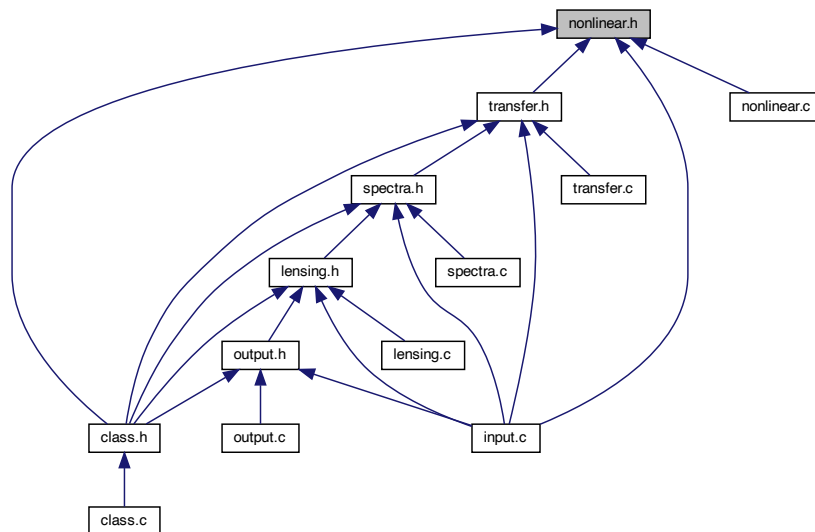 nonlinear.h
transfer.h
nonlinear.c
spectra.h
transfer.c
lensing.h
spectra.c
output.h
lensing.c
class.h
output.c
input.c
class.c